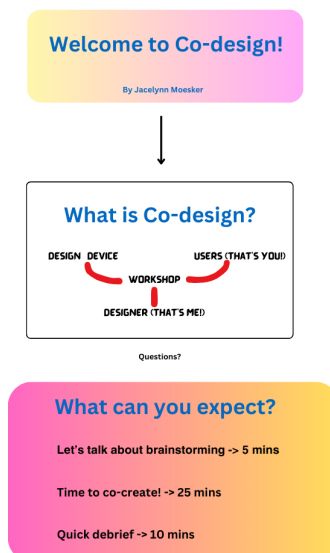 Welcome to Co-design!
By Jacelynn Moesker
What is Co-design?
DESIGN DEVICE
USERS (THAT'S YOU!)
WORKSHOP
DESIGNER (THAT'S ME!)
Questions?
What can you expect?
Let's talk about brainstorming -> 5 mins
Time to co-create! -> 25 mins
Quick debrief -> 10 mins